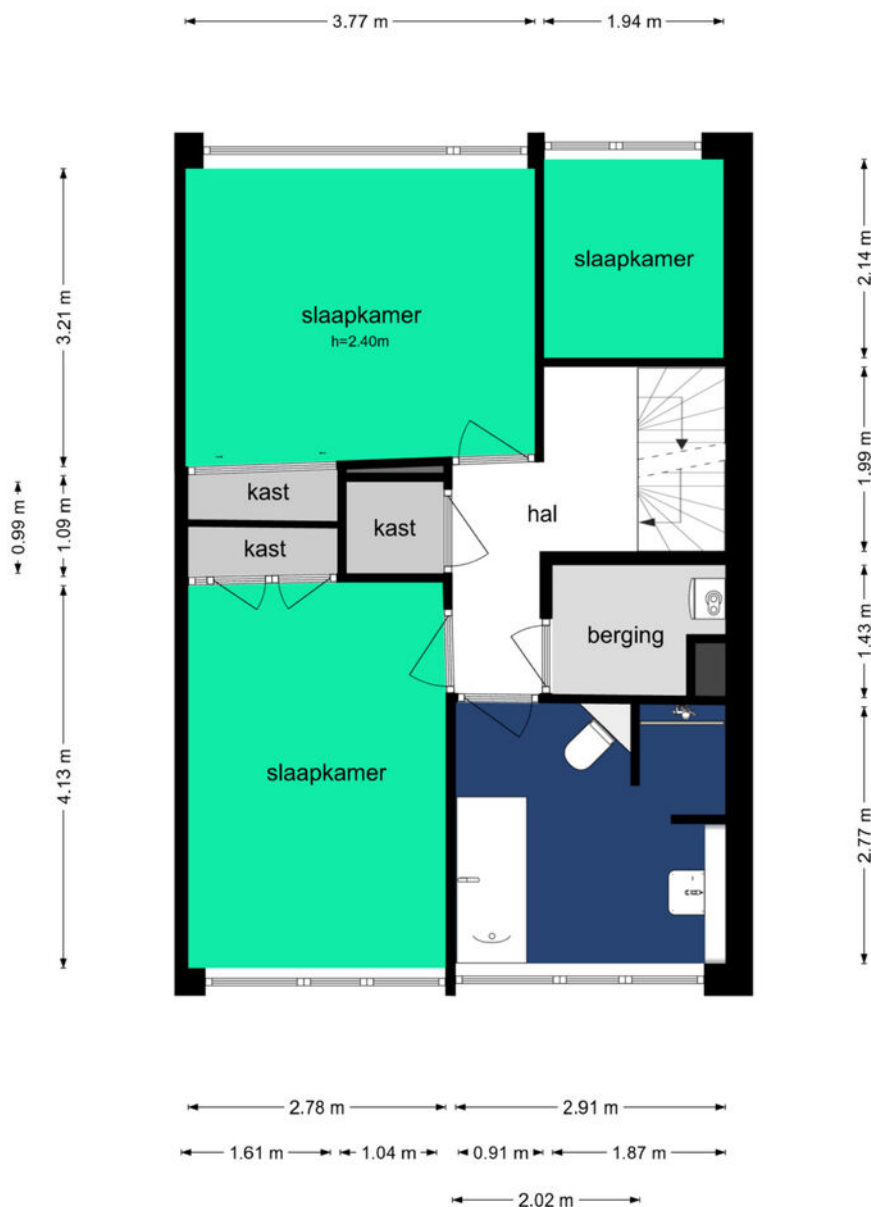 3.77 m
1.94 m
3.21 m
1.09 m
0.99 m
4.13 m
slaapkamer
h=2.40m
slaapkamer
2.14 m
1.99 m
1.43 m
2.77 m
kast
kast
kast
hal
berging
slaapkamer
2.78 m
2.91 m
1.61 m
1.04 m
0.91 m
1.87 m
2.02 m